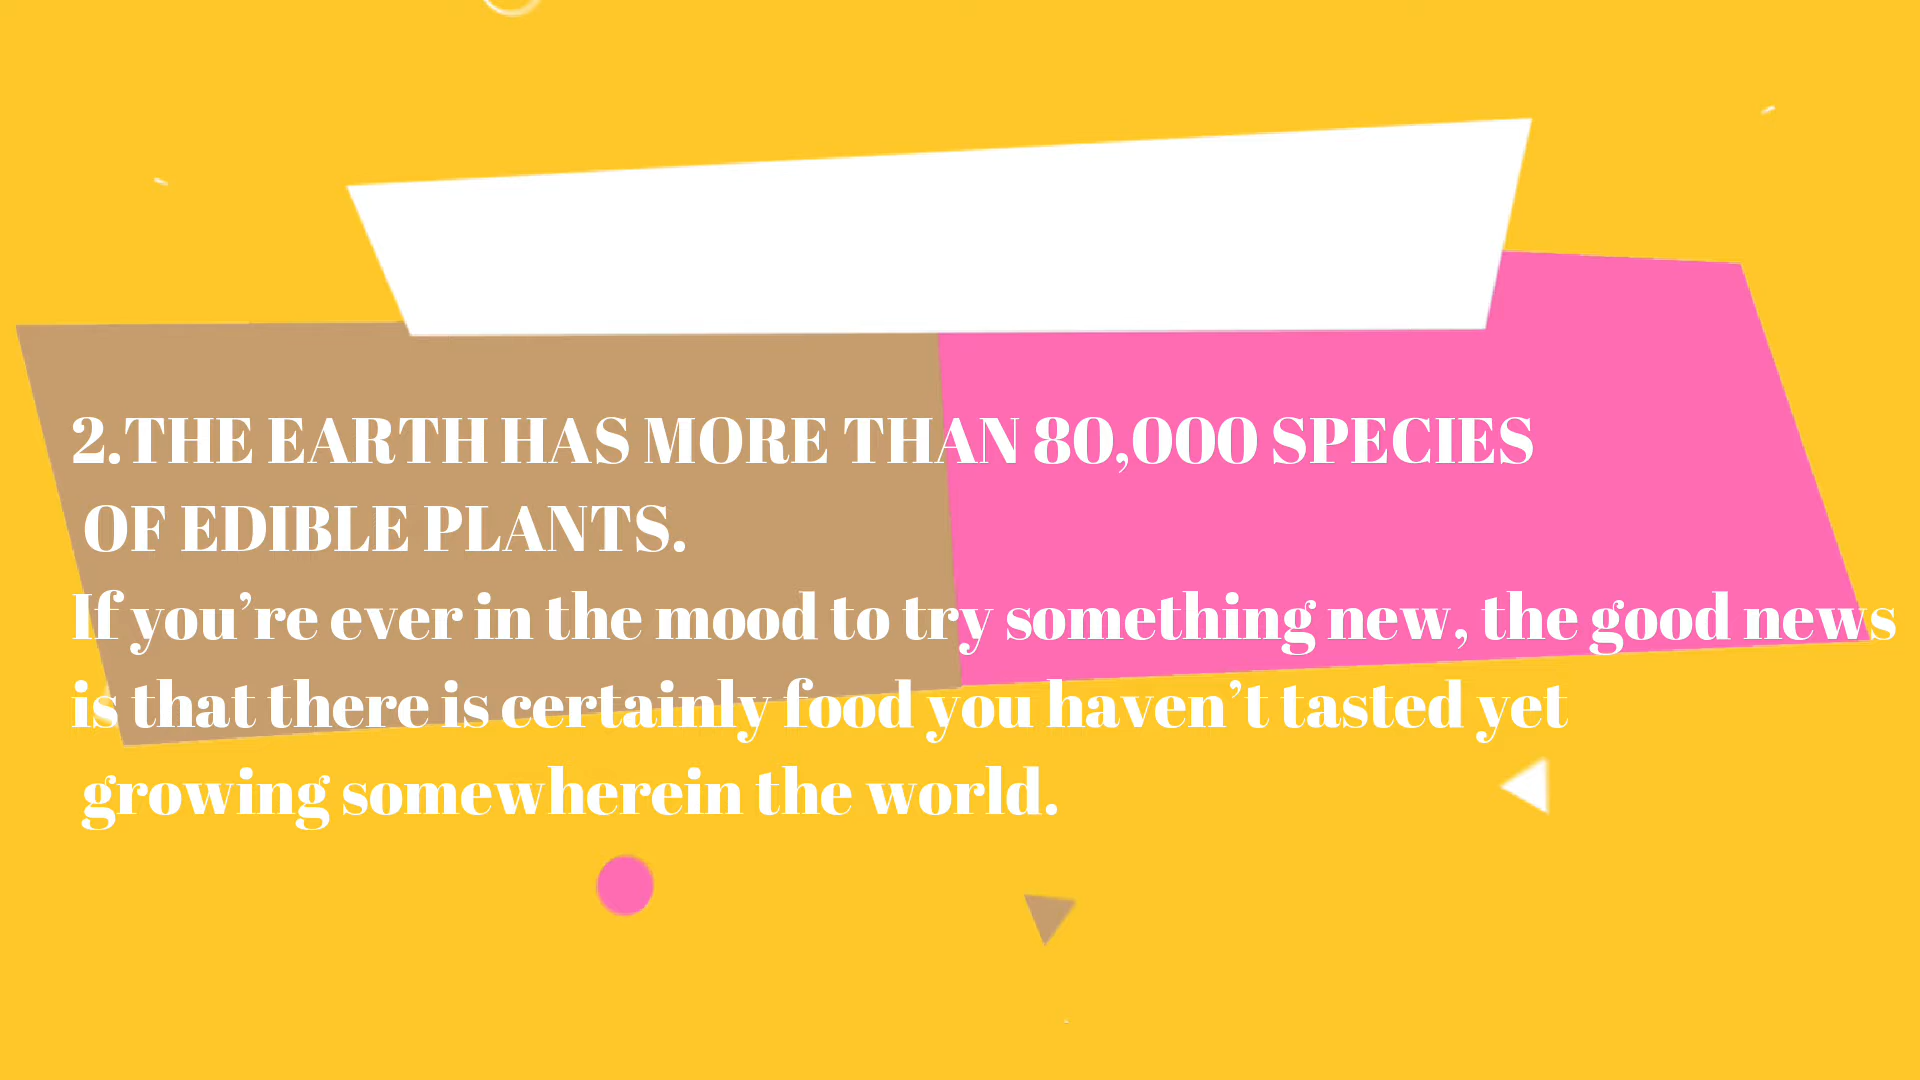 2.THE EARTH HAS MORE THAN 80,000 SPECIES
OF EDIBLE PLANTS.
If you’re ever in the mood to try something new, the good news
is that there is certainly food you haven’t tasted yet
growing somewherein the world.